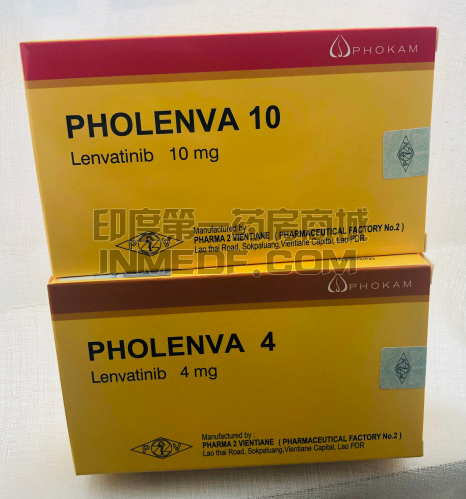 PHOKAM
PHOLENVA 10
Lenvatinib 10 mg
Manufactured by :
PHARMA 2 VIENTIANE ( PHARMACEUTICAL FACTORY No.2 )
Lao thai Road, Sokpaluang,Vientiane Capital, Lao PDR
印度第一药房商城
INMEDF.COM
PHOKAM
PHOLENVA 4
Lenvatinib 4 mg
Manufactured by :
PHARMA 2 VIENTIANE ( PHARMACEUTICAL FACTORY No.2 )
Lao thai Road, Sokpaluang,Vientiane Capital, Lao PDR